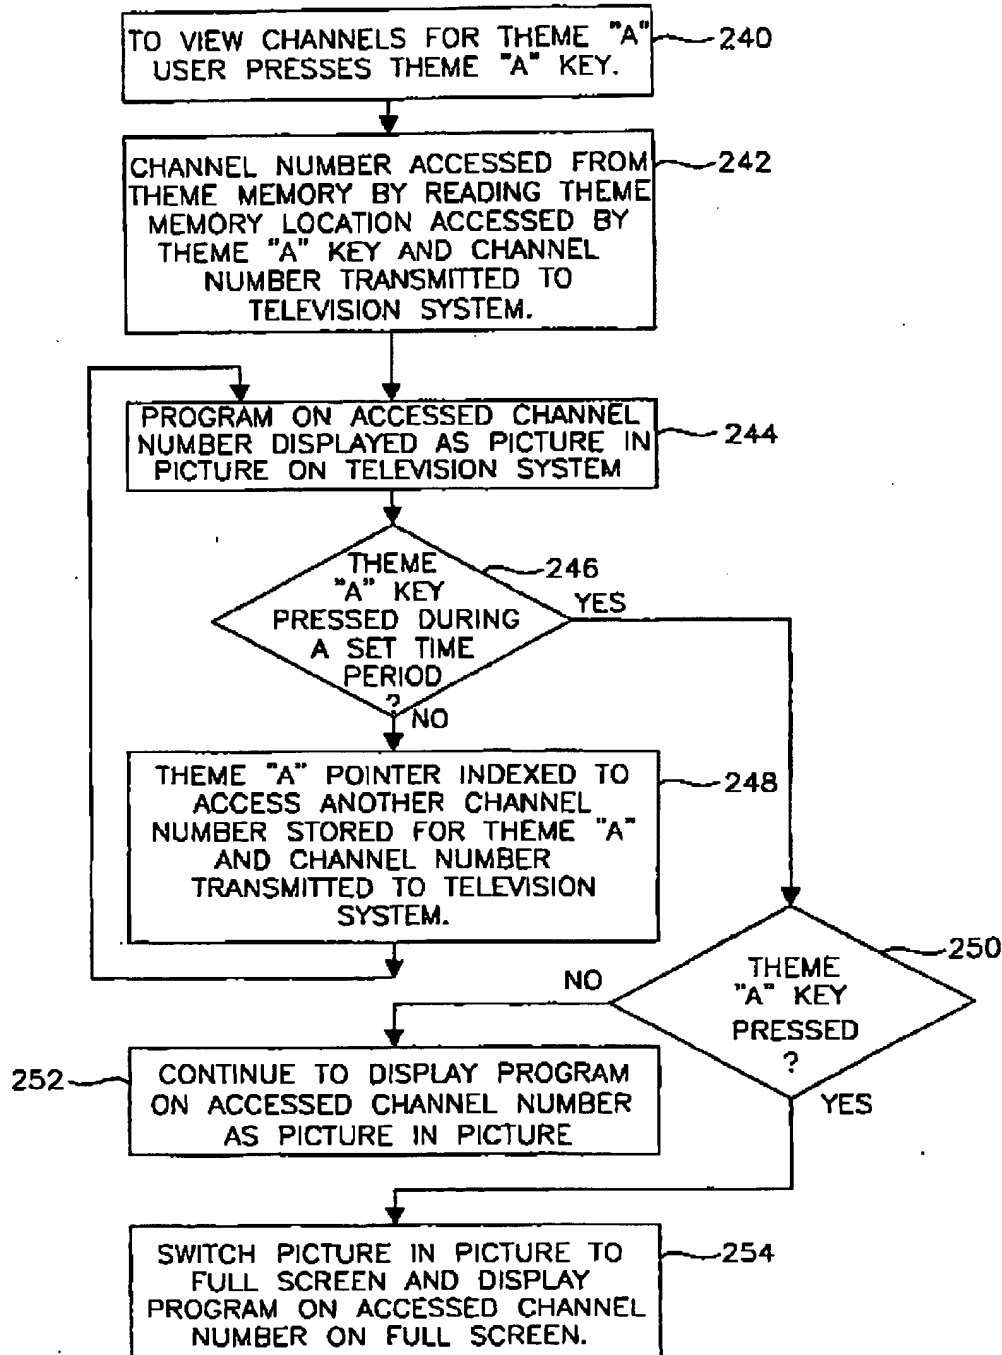 TO VIEW CHANNELS FOR THEME "A"
USER PRESSES THEME "A" KEY.
240
CHANNEL NUMBER ACCESSED FROM
THEME MEMORY BY READING THEME
MEMORY LOCATION ACCESSED BY
THEME "A" KEY AND CHANNEL
NUMBER TRANSMITTED TO
TELEVISION SYSTEM.
242
PROGRAM ON ACCESSED CHANNEL
NUMBER DISPLAYED AS PICTURE IN
PICTURE ON TELEVISION SYSTEM
244
THEME
"A" KEY
PRESSED DURING
A SET TIME
PERIOD
?
246
YES
NO
THEME "A" POINTER INDEXED TO
ACCESS ANOTHER CHANNEL
NUMBER STORED FOR THEME "A"
AND CHANNEL NUMBER
TRANSMITTED TO TELEVISION
SYSTEM.
248
THEME
"A" KEY
PRESSED
?
250
NO
YES
252
CONTINUE TO DISPLAY PROGRAM
ON ACCESSED CHANNEL NUMBER
AS PICTURE IN PICTURE
SWITCH PICTURE IN PICTURE TO
FULL SCREEN AND DISPLAY
PROGRAM ON ACCESSED CHANNEL
NUMBER ON FULL SCREEN.
254